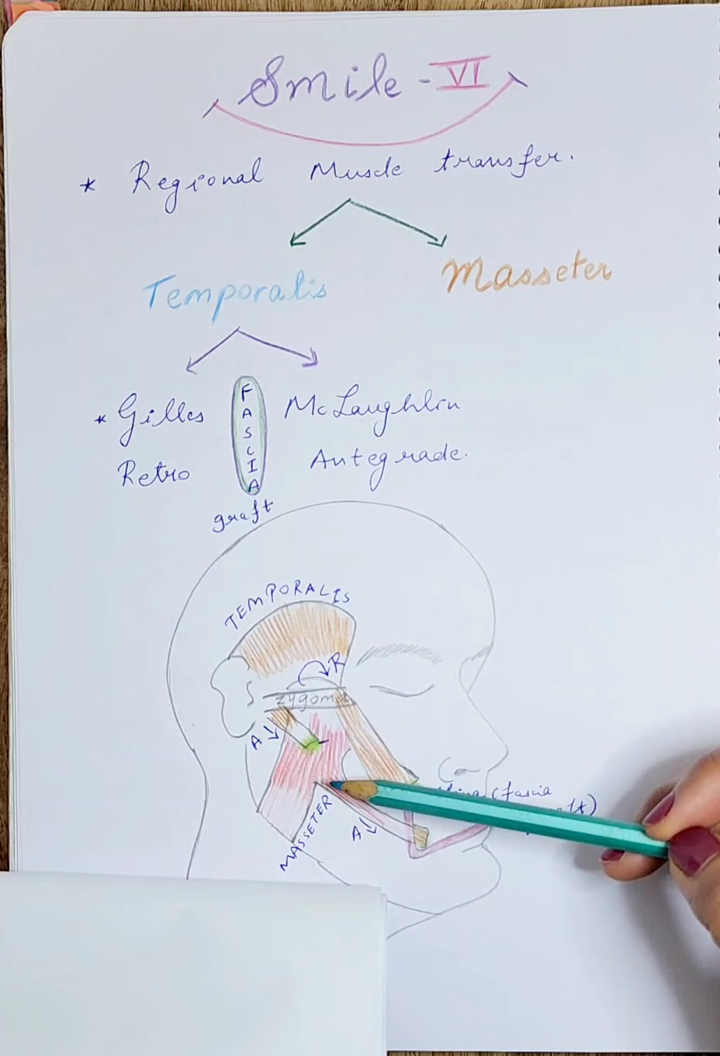 Smile - VI
* Regional Muscle transfer.
Temporalis
Masseter
* Gilles
Retro
FASCIA
graft
McLaughlin
Antegrade.
TEMPORALIS
R
Zygoma
A
MASSETER
A
(fascia